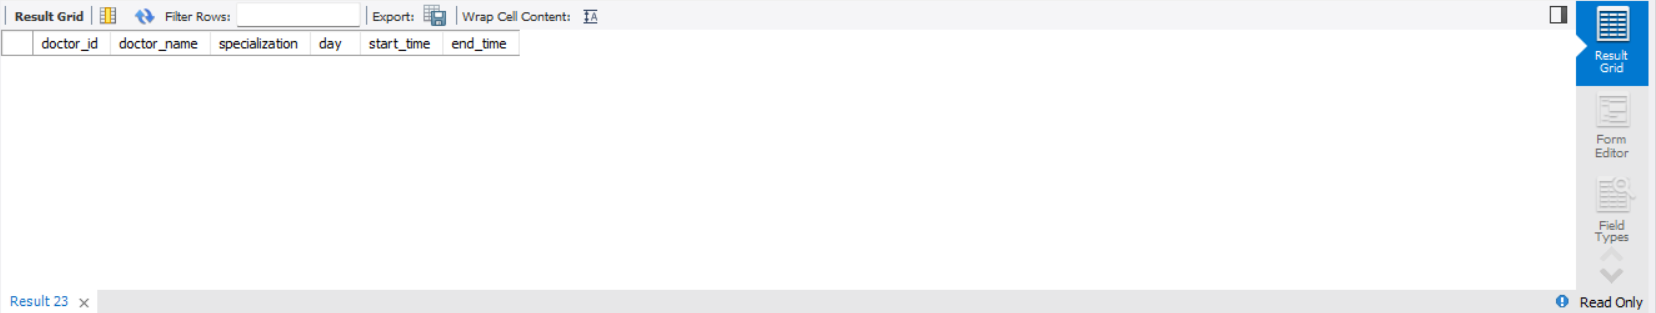 Result Grid Filter Rows: Export: Wrap Cell Content:
doctor_id doctor_name specialization day start_time end_time
Result
Grid
Form
Editor
Field
Types
Result 23
Read Only